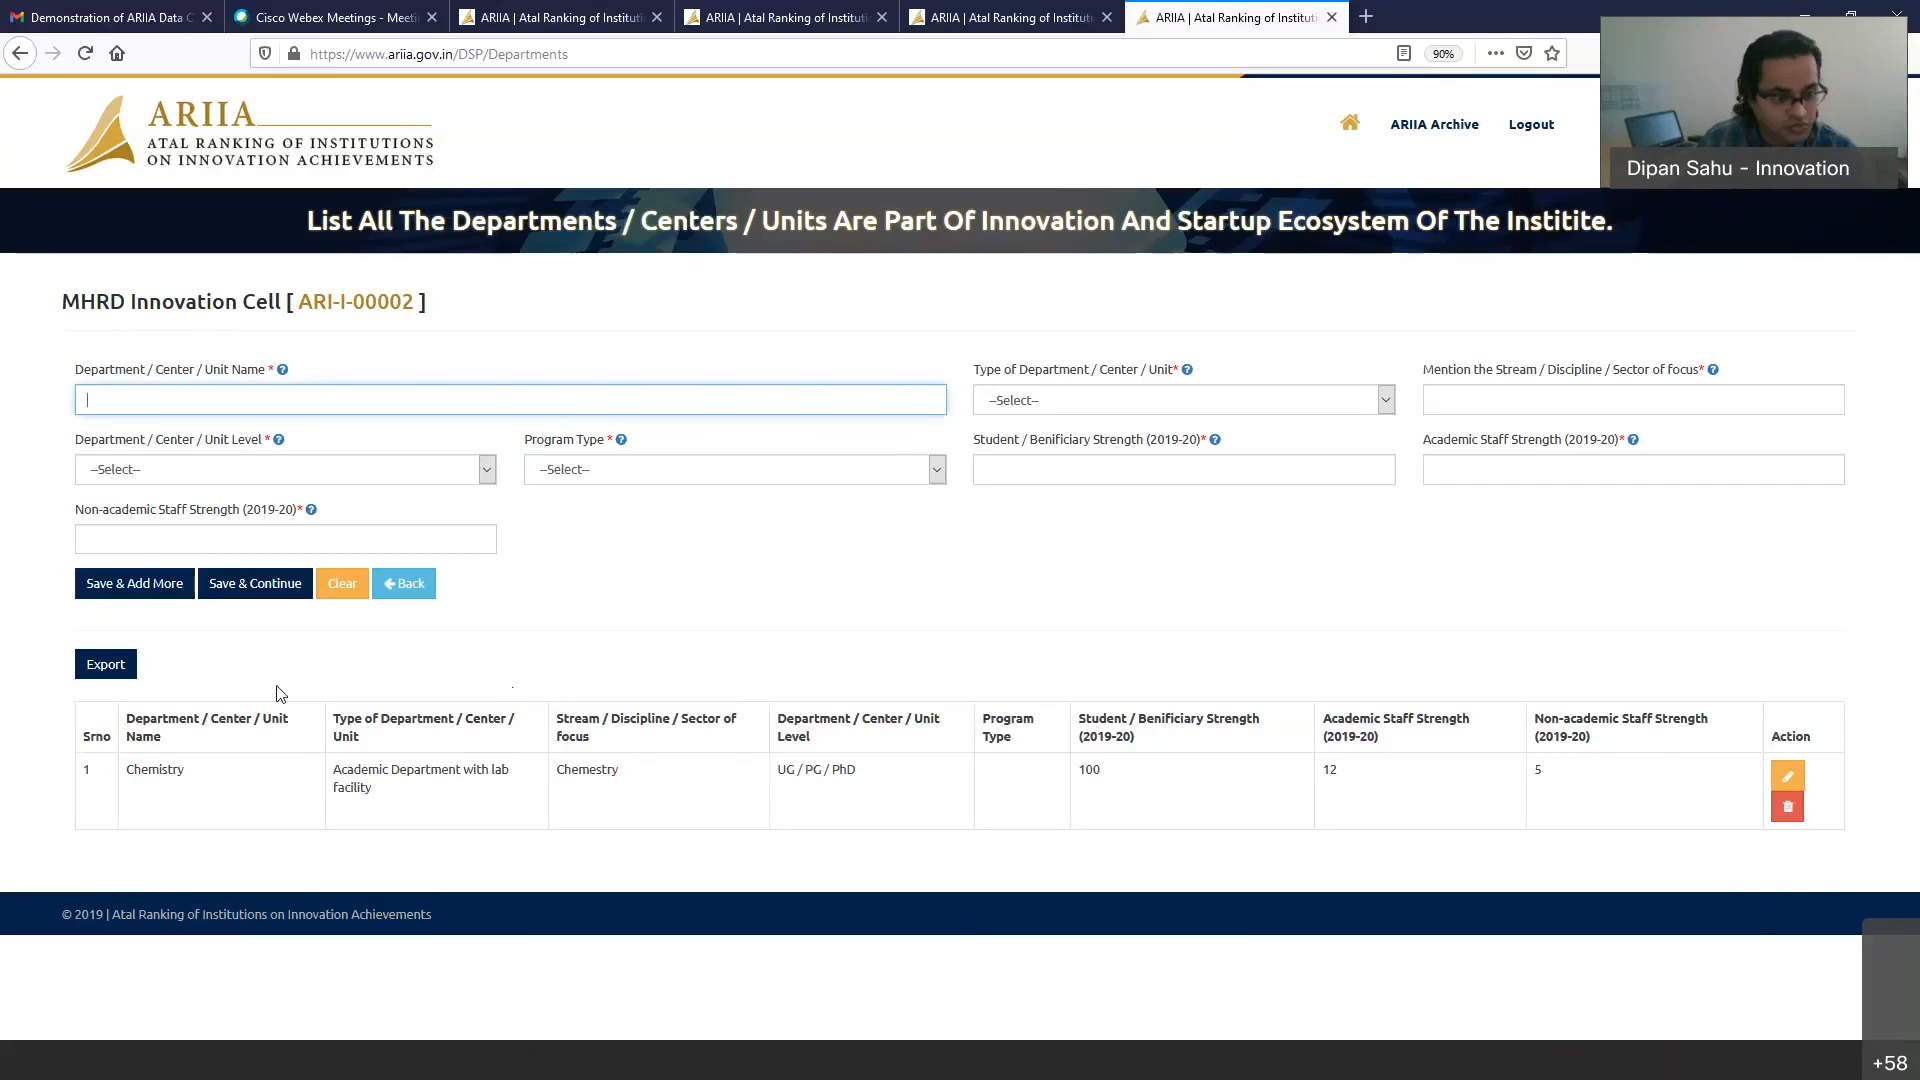 Demonstration of ARIIA Data C
Cisco Webex Meetings - Meeti
ARIIA | Atal Ranking of Instituti
ARIIA | Atal Ranking of Instituti
ARIIA | Atal Ranking of Instituti
ARIIA | Atal Ranking of Instituti
https://www.ariia.gov.in/DSP/Departments
90%
ARIIA
ATAL RANKING OF INSTITUTIONS
ON INNOVATION ACHIEVEMENTS
ARIIA Archive
Logout
Dipan Sahu - Innovation
List All The Departments / Centers / Units Are Part Of Innovation And Startup Ecosystem Of The Institite.
MHRD Innovation Cell [ ARI-I-00002 ]
Department / Center / Unit Name *
Type of Department / Center / Unit*
Mention the Stream / Discipline / Sector of focus*
--Select--
Department / Center / Unit Level *
Program Type *
Student / Benificiary Strength (2019-20)*
Academic Staff Strength (2019-20)*
--Select--
--Select--
Non-academic Staff Strength (2019-20)*
Save & Add More
Save & Continue
Clear
Back
Export
Srno
Department / Center / Unit
Name
Type of Department / Center /
Unit
Stream / Discipline / Sector of
focus
Department / Center / Unit
Level
Program
Type
Student / Benificiary Strength
(2019-20)
Academic Staff Strength
(2019-20)
Non-academic Staff Strength
(2019-20)
Action
1
Chemistry
Academic Department with lab
facility
Chemestry
UG / PG / PhD
100
12
5
© 2019 | Atal Ranking of Institutions on Innovation Achievements
+58